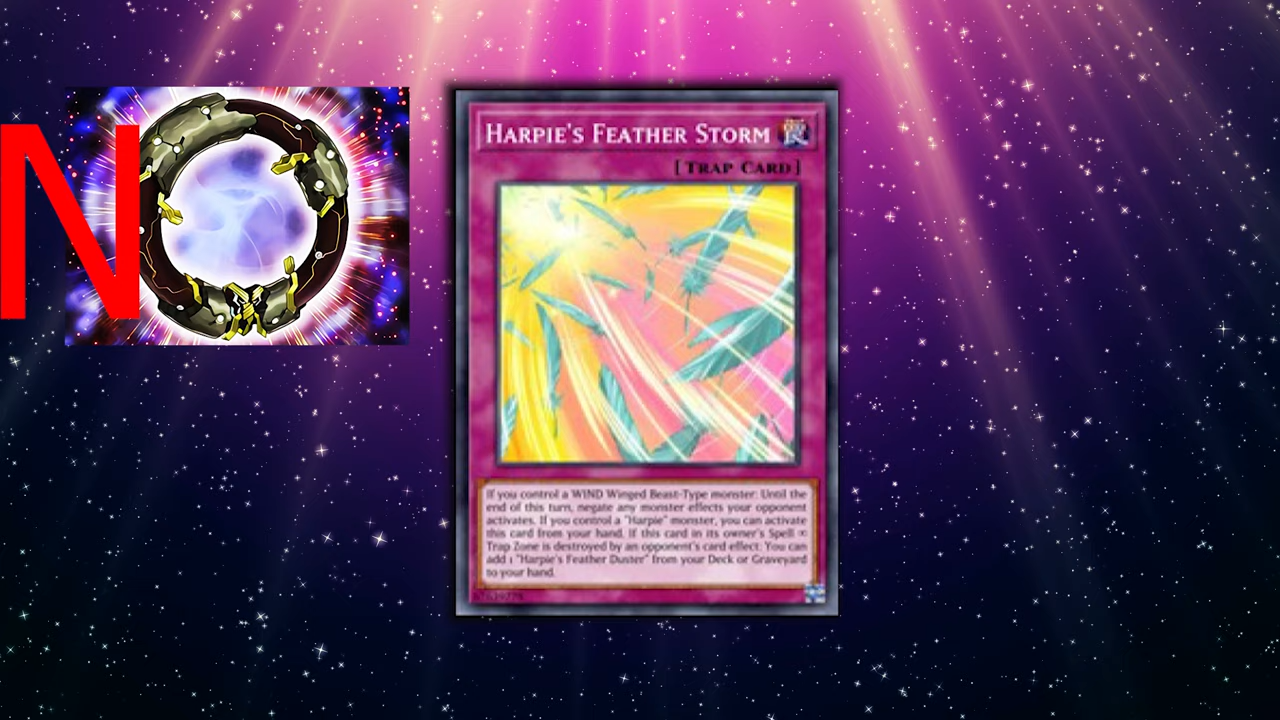 N
HARPIE'S FEATHER STORM
[TRAP CARD]
If you control a WIND Winged Beast-Type monster: Until the
end of this turn, negate any monster effects your opponent
activates. If you control a "Harpie" monster, you can activate
this card from your hand. If this card in its owner's Spell &
Trap Zone is destroyed by an opponent's card effect: You can
add 1 "Harpie's Feather Duster" from your Deck or Graveyard
to your hand.